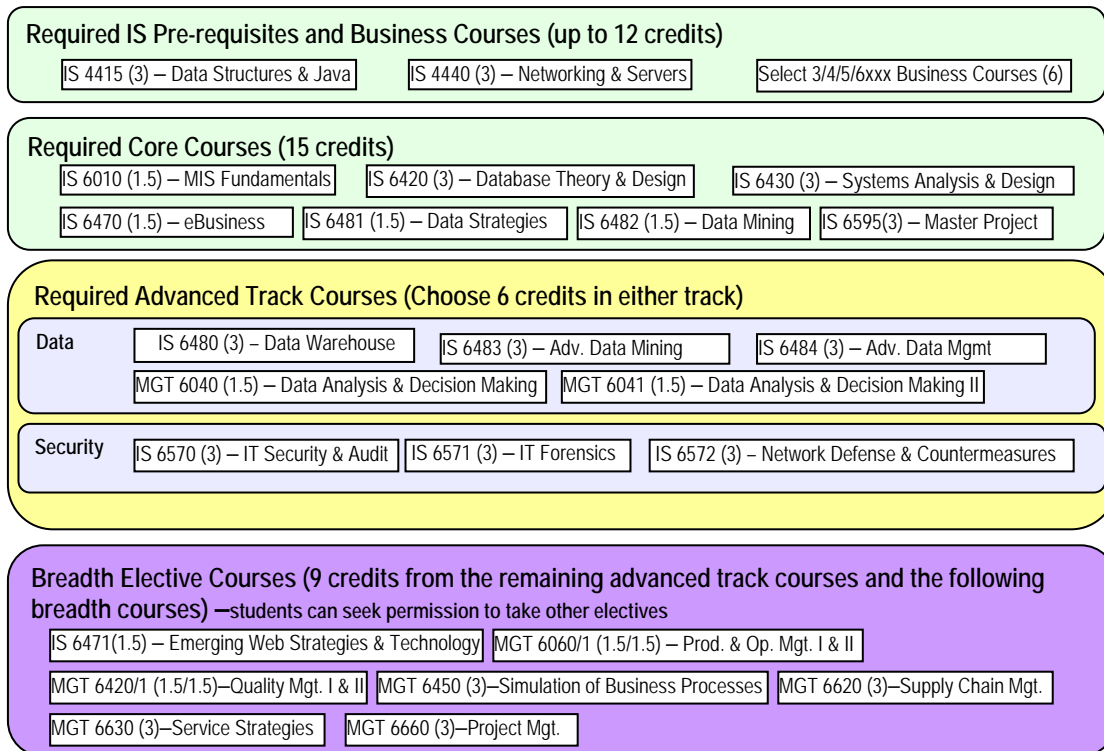 Required IS Pre-requisites and Business Courses (up to 12 credits)
IS 4415 (3) – Data Structures & Java
IS 4440 (3) – Networking & Servers
Select 3/4/5/6xxx Business Courses (6)
Required Core Courses (15 credits)
IS 6010 (1.5) – MIS Fundamentals
IS 6420 (3) – Database Theory & Design
IS 6430 (3) – Systems Analysis & Design
IS 6470 (1.5) – eBusiness
IS 6481 (1.5) – Data Strategies
IS 6482 (1.5) – Data Mining
IS 6595(3) – Master Project
Required Advanced Track Courses (Choose 6 credits in either track)
Data
IS 6480 (3) – Data Warehouse
IS 6483 (3) – Adv. Data Mining
IS 6484 (3) – Adv. Data Mgmt
MGT 6040 (1.5) – Data Analysis & Decision Making
MGT 6041 (1.5) – Data Analysis & Decision Making II
Security
IS 6570 (3) – IT Security & Audit
IS 6571 (3) – IT Forensics
IS 6572 (3) – Network Defense & Countermeasures
Breadth Elective Courses (9 credits from the remaining advanced track courses and the following
breadth courses) –students can seek permission to take other electives
IS 6471(1.5) – Emerging Web Strategies & Technology
MGT 6060/1 (1.5/1.5) – Prod. & Op. Mgt. I & II
MGT 6420/1 (1.5/1.5)–Quality Mgt. I & II
MGT 6450 (3)–Simulation of Business Processes
MGT 6620 (3)–Supply Chain Mgt.
MGT 6630 (3)–Service Strategies
MGT 6660 (3)–Project Mgt.